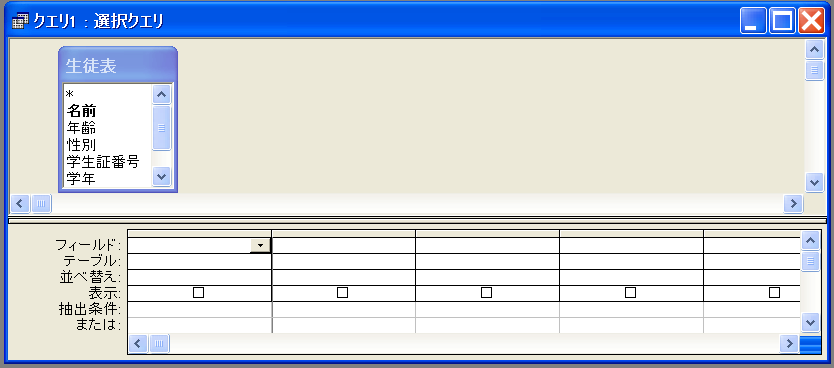 クエリ1 : 選択クエリ
生徒表
*
名前
年齢
性別
学生証番号
学年
フィールド:
テーブル:
並べ替え:
表示:
抽出条件:
または: